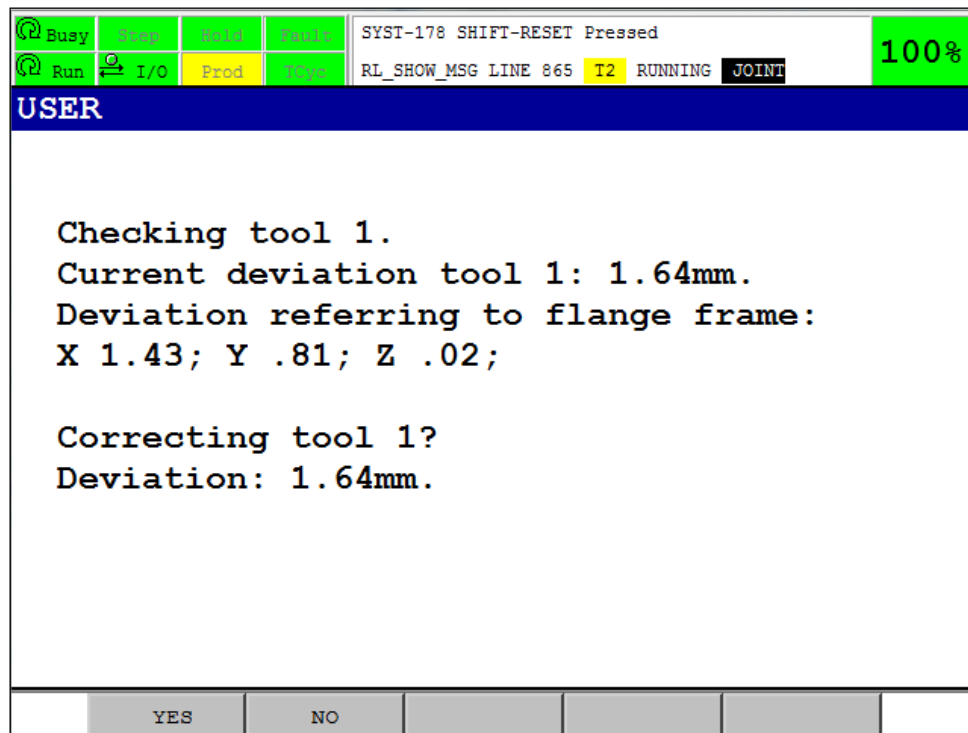 Busy Step Hold Fault SYST-178 SHIFT-RESET Pressed
Run I/O Prod TCyc RL_SHOW_MSG LINE 865 T2 RUNNING JOINT 100%
USER
Checking tool 1.
Current deviation tool 1: 1.64mm.
Deviation referring to flange frame:
X 1.43; Y .81; Z .02;
Correcting tool 1?
Deviation: 1.64mm.
YES NO